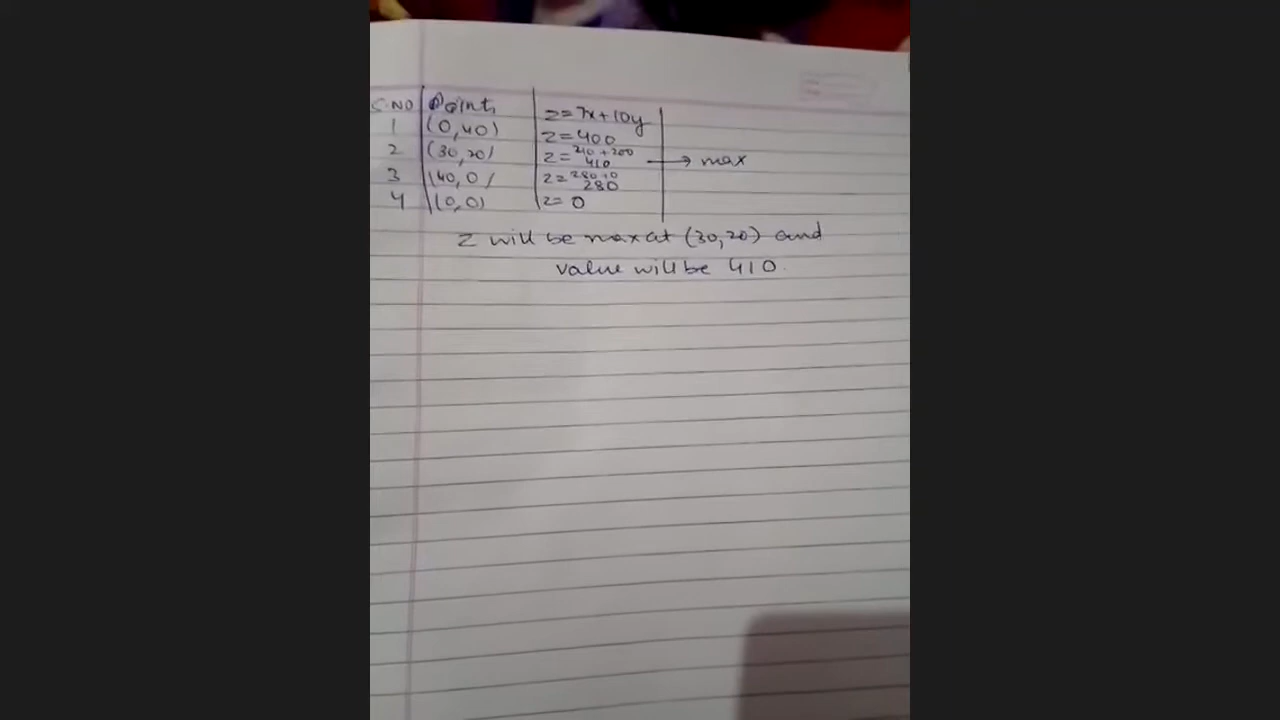 S.NO Points z=7x+10y
1 (0,40) z=400
2 (30,20) z=210+200 410 → max
3 (40,0) z=280+0 280
4 (0,0) z=0
z will be max at (30,20) and
value will be 410.